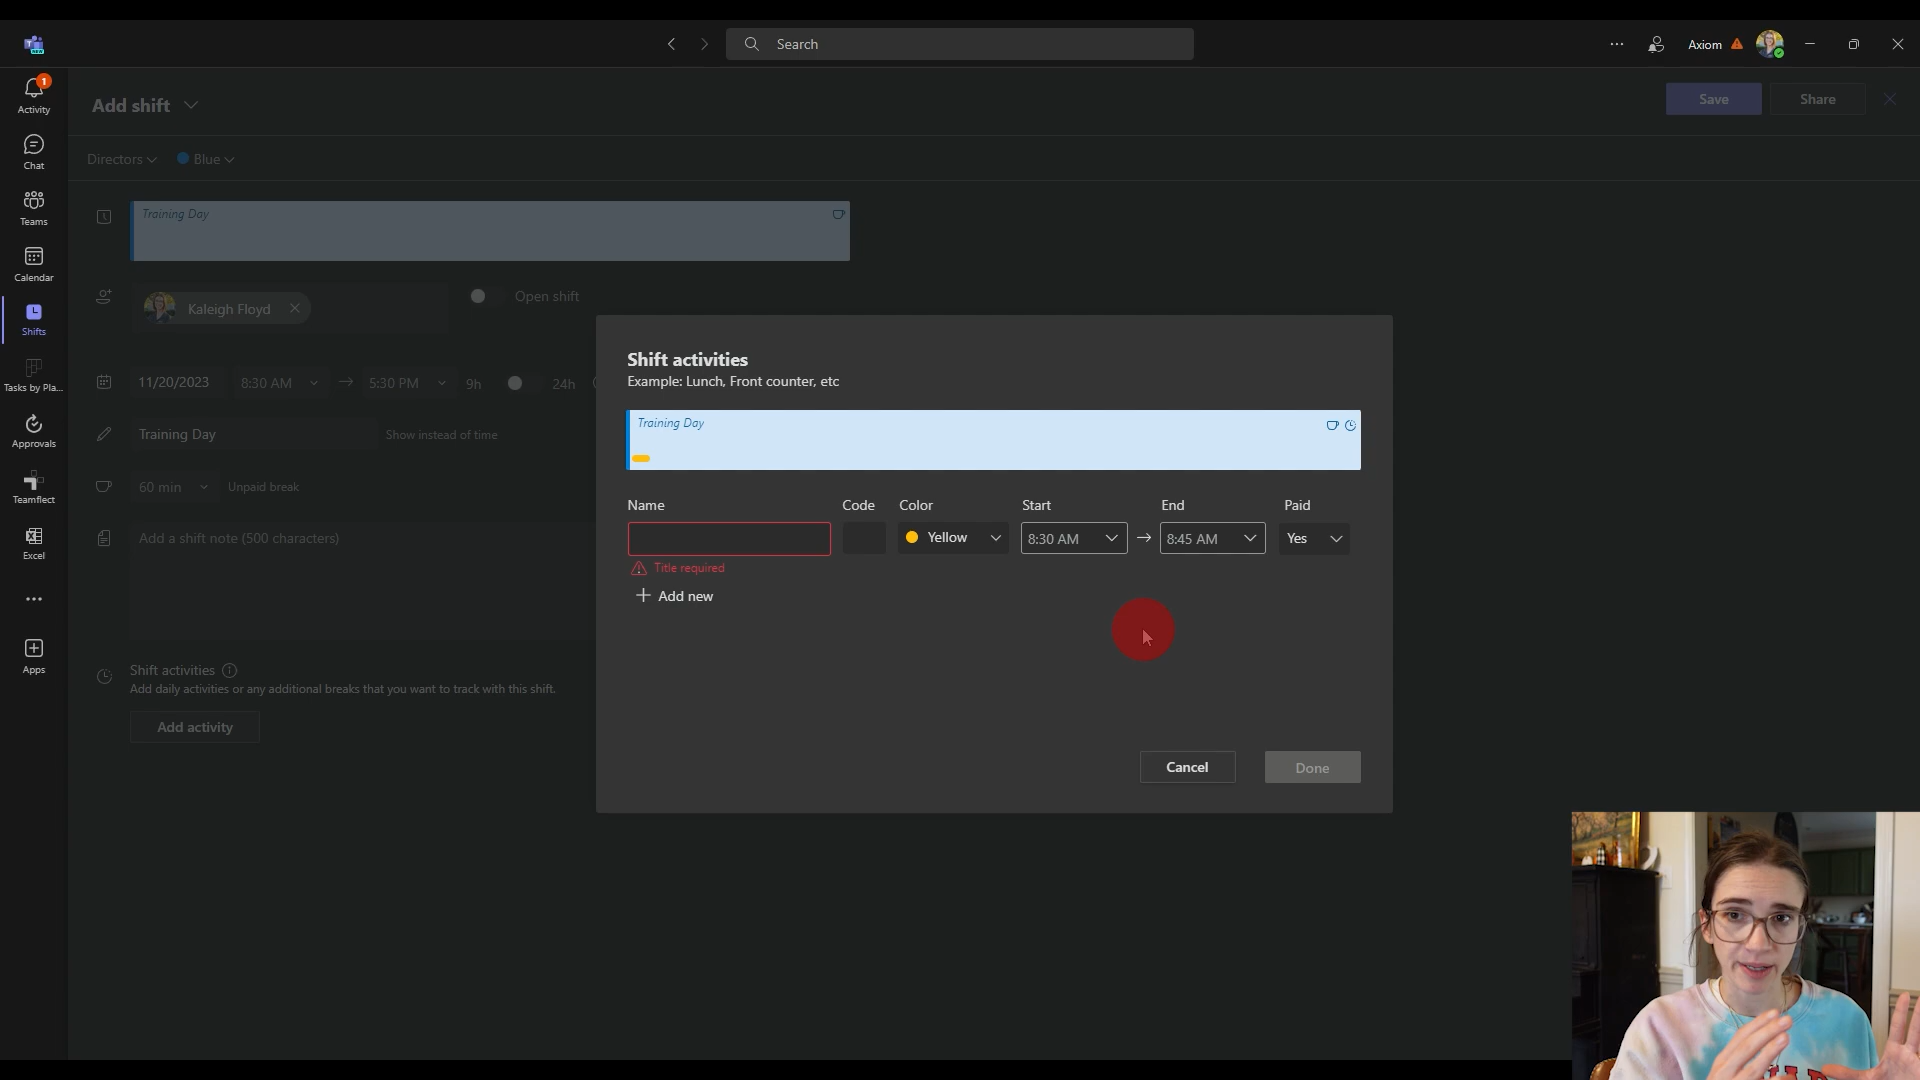 Search
Axiom
1
Activity
Chat
Teams
Calendar
Shifts
Tasks by Pla...
Approvals
Teamflect
Excel
Apps
Add shift
Save
Share
Directors
Blue
Training Day
Kaleigh Floyd
Open shift
11/20/2023 8:30 AM 5:30 PM 9h 24h
Training Day
Show instead of time
60 min
Unpaid break
Add a shift note (500 characters)
Shift activities
Add daily activities or any additional breaks that you want to track with this shift.
Add activity
Shift activities
Example: Lunch, Front counter, etc
Training Day
Name Code Color Start End Paid
Yellow 8:30 AM 8:45 AM Yes
Title required
Add new
Cancel
Done